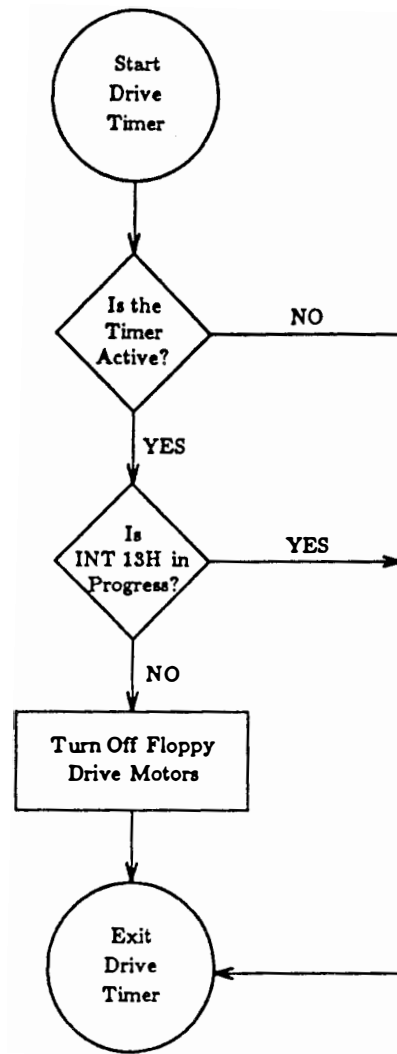 Start
Drive
Timer
Is the
Timer
Active?
NO
YES
Is
INT 13H in
Progress?
YES
NO
Turn Off Floppy
Drive Motors
Exit
Drive
Timer